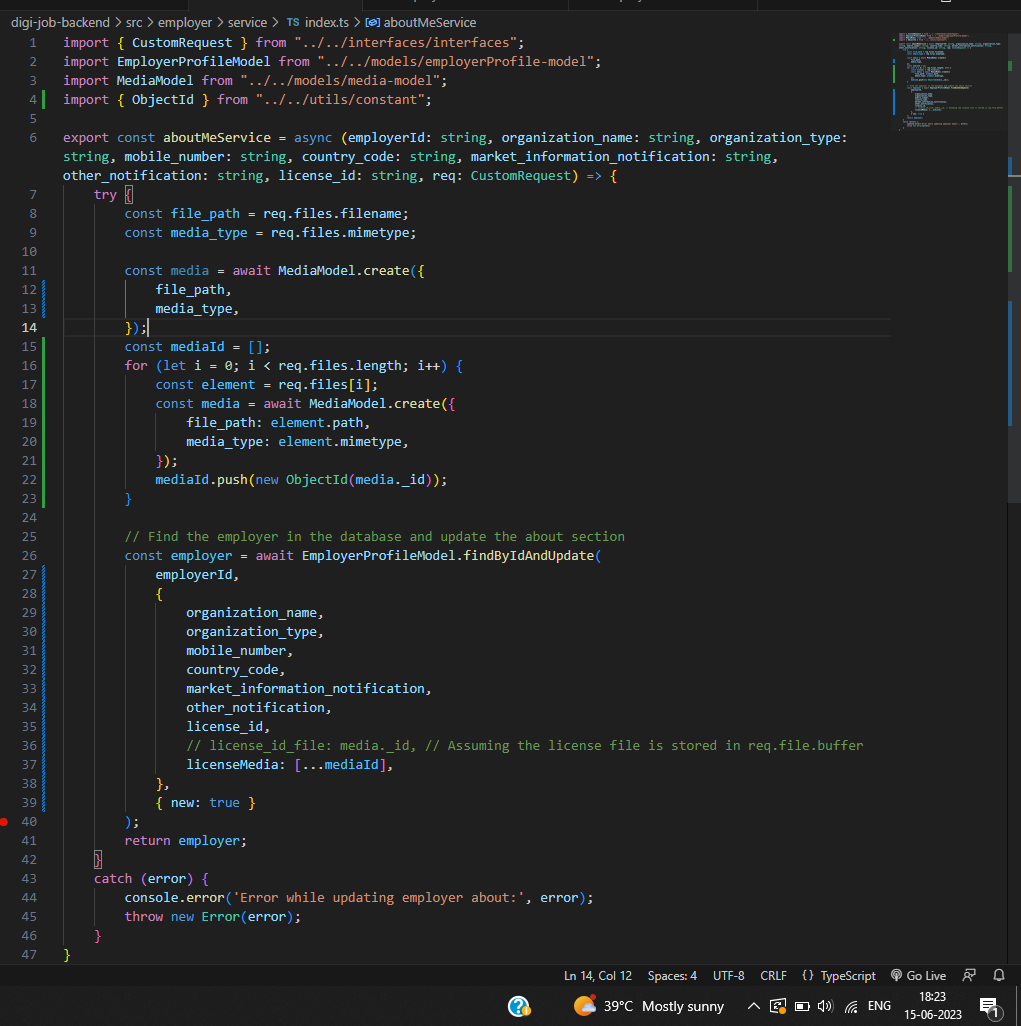 digi-job-backend > src > employer > service > TS index.ts > aboutMeService
1 import { CustomRequest } from "../../interfaces/interfaces";
2 import EmployerProfileModel from "../../models/employerProfile-model";
3 import MediaModel from "../../models/media-model";
4 import { ObjectId } from "../../utils/constant";
5
6 export const aboutMeService = async (employerId: string, organization_name: string, organization_type:
string, mobile_number: string, country_code: string, market_information_notification: string,
other_notification: string, license_id: string, req: CustomRequest) => {
7     try {
8         const file_path = req.files.filename;
9         const media_type = req.files.mimetype;
10
11         const media = await MediaModel.create({
12             file_path,
13             media_type,
14         });
15         const mediaId = [];
16         for (let i = 0; i < req.files.length; i++) {
17             const element = req.files[i];
18             const media = await MediaModel.create({
19                 file_path: element.path,
20                 media_type: element.mimetype,
21             });
22             mediaId.push(new ObjectId(media._id));
23         }
24
25         // Find the employer in the database and update the about section
26         const employer = await EmployerProfileModel.findByIdAndUpdate(
27             employerId,
28             {
29                 organization_name,
30                 organization_type,
31                 mobile_number,
32                 country_code,
33                 market_information_notification,
34                 other_notification,
35                 license_id,
36                 // license_id_file: media._id, // Assuming the license file is stored in req.file.buffer
37                 licenseMedia: [...mediaId],
38             },
39             { new: true }
40         );
41         return employer;
42     }
43     catch (error) {
44         console.error('Error while updating employer about:', error);
45         throw new Error(error);
46     }
47 }
Ln 14, Col 12 Spaces: 4 UTF-8 CRLF {} TypeScript Go Live
39°C Mostly sunny ENG 18:23
15-06-2023 1